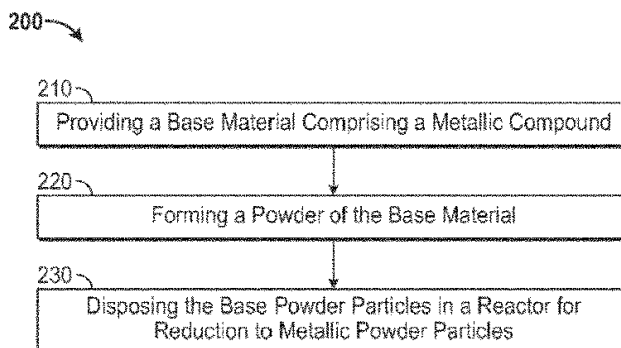 200
210
Providing a Base Material Comprising a Metallic Compound
220
Forming a Powder of the Base Material
230
Disposing the Base Powder Particles in a Reactor for
Reduction to Metallic Powder Particles